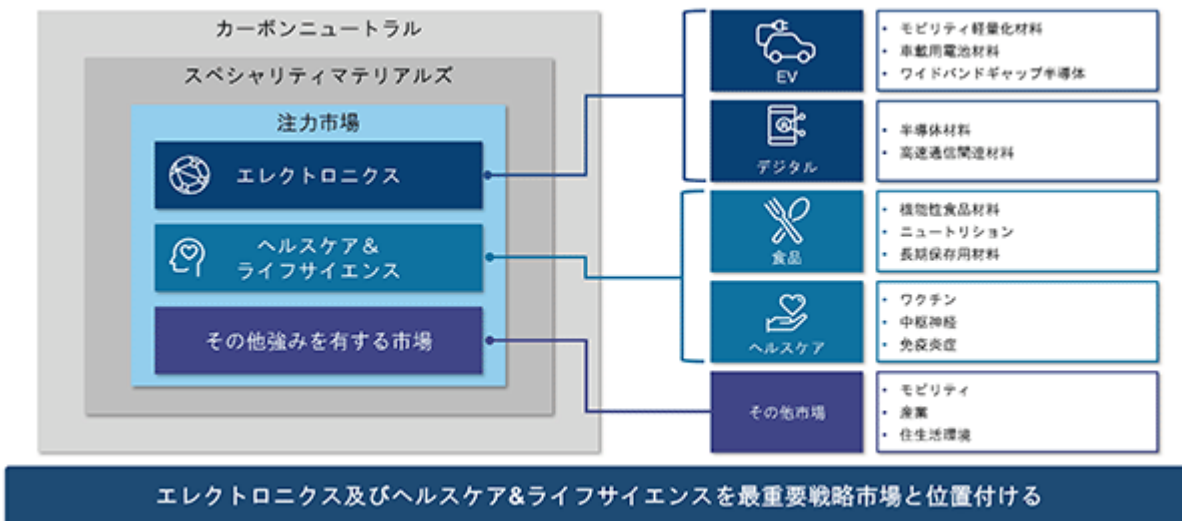 カーボンニュートラル
スペシャリティマテリアルズ
注力市場
エレクトロニクス
ヘルスケア&
ライフサイエンス
その他強みを有する市場
EV
• モビリティ軽量化材料
• 車載用電池材料
• ワイドバンドギャップ半導体
デジタル
• 半導体材料
• 高速通信関連材料
食品
• 植物性食品材料
• ニュートリション
• 長期保存用材料
ヘルスケア
• ワクチン
• 中枢神経
• 免疫炎症
その他市場
• モビリティ
• 産業
• 住生活環境
エレクトロニクス及びヘルスケア&ライフサイエンスを最重要戦略市場と位置付ける